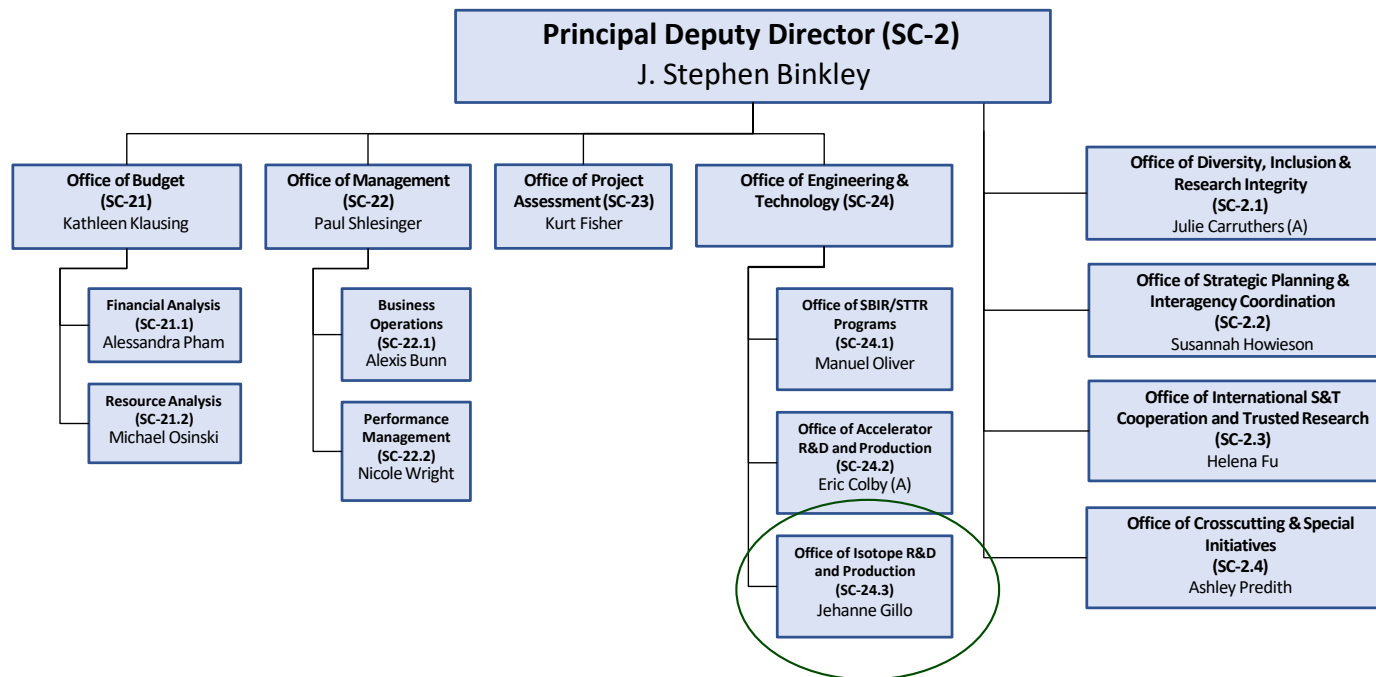 Principal Deputy Director (SC-2)
J. Stephen Binkley
Office of Budget
(SC-21)
Kathleen Klausing
Financial Analysis
(SC-21.1)
Alessandra Pham
Resource Analysis
(SC-21.2)
Michael Osinski
Office of Management
(SC-22)
Paul Shlesinger
Business
Operations
(SC-22.1)
Alexis Bunn
Performance
Management
(SC-22.2)
Nicole Wright
Office of Project
Assessment (SC-23)
Kurt Fisher
Office of Engineering &
Technology (SC-24)
Office of SBIR/STTR
Programs
(SC-24.1)
Manuel Oliver
Office of Accelerator
R&D and Production
(SC-24.2)
Eric Colby (A)
Office of Isotope R&D
and Production
(SC-24.3)
Jehanne Gillo
Office of Diversity, Inclusion &
Research Integrity
(SC-2.1)
Julie Carruthers (A)
Office of Strategic Planning &
Interagency Coordination
(SC-2.2)
Susannah Howieson
Office of International S&T
Cooperation and Trusted Research
(SC-2.3)
Helena Fu
Office of Crosscutting & Special
Initiatives
(SC-2.4)
Ashley Predith